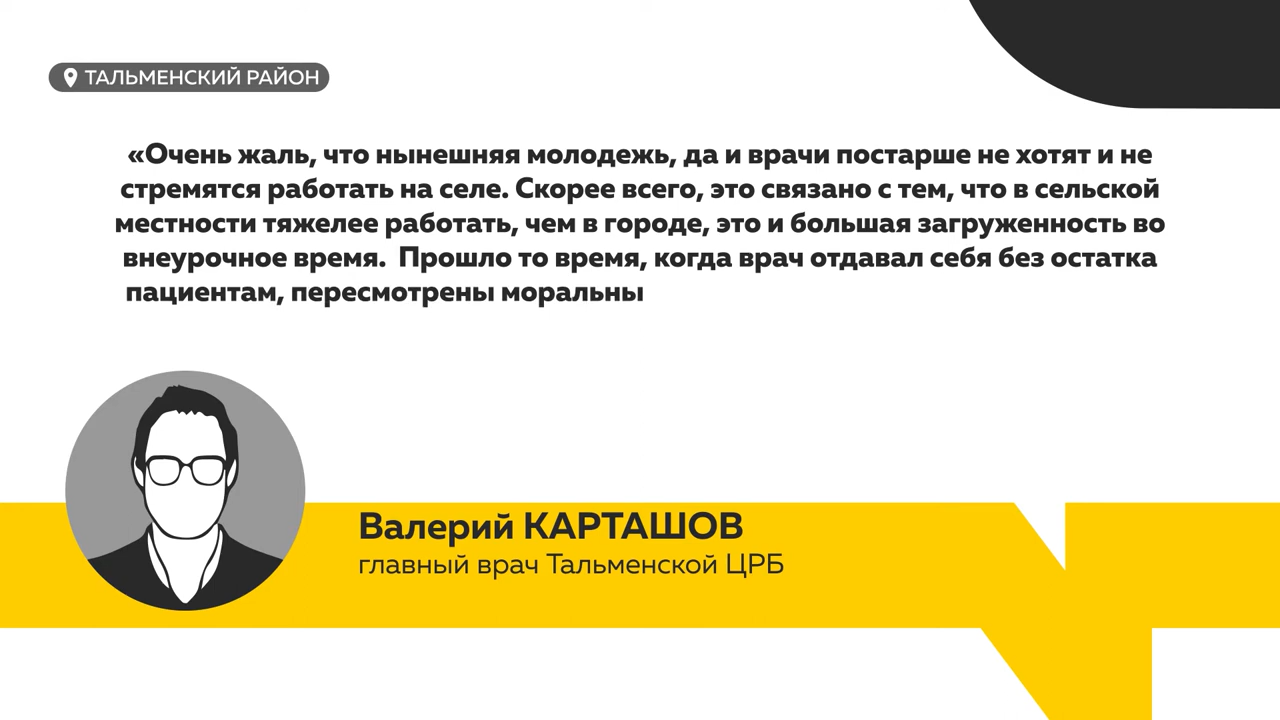 ТАЛЬМЕНСКИЙ РАЙОН
«Очень жаль, что нынешняя молодежь, да и врачи постарше не хотят и не
стремятся работать на селе. Скорее всего, это связано с тем, что в сельской
местности тяжелее работать, чем в городе, это и большая загруженность во
внеурочное время. Прошло то время, когда врач отдавал себя без остатка
пациентам, пересмотрены моральны
Валерий КАРТАШОВ
главный врач Тальменской ЦРБ